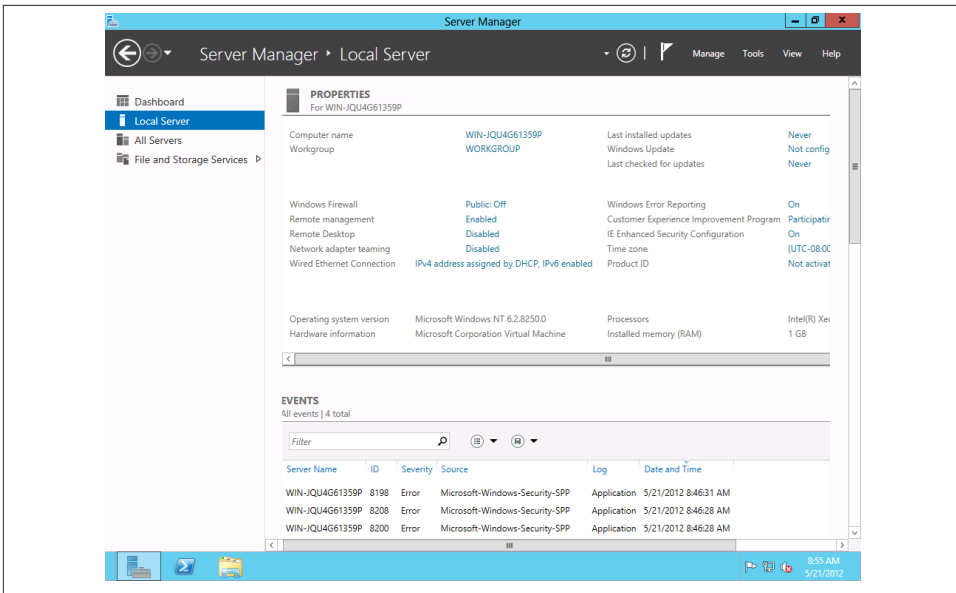 Server Manager
Server Manager • Local Server
Manage Tools View Help
Dashboard
Local Server
All Servers
File and Storage Services
PROPERTIES
For WIN-JQU4G61359P
Computer name WIN-JQU4G61359P Last installed updates Never
Workgroup WORKGROUP Windows Update Not config
Last checked for updates Never
Windows Firewall Public: Off Windows Error Reporting On
Remote management Enabled Customer Experience Improvement Program Participatin
Remote Desktop Disabled IE Enhanced Security Configuration On
Network adapter teaming Disabled Time zone (UTC-08:00
Wired Ethernet Connection IPv4 address assigned by DHCP, IPv6 enabled Product ID Not activat
Operating system version Microsoft Windows NT 6.2.8250.0 Processors Intel(R) Xeo
Hardware information Microsoft Corporation Virtual Machine Installed memory (RAM) 1 GB
EVENTS
All events | 4 total
Filter
Server Name ID Severity Source Log Date and Time
WIN-JQU4G61359P 8198 Error Microsoft-Windows-Security-SPP Application 5/21/2012 8:46:31 AM
WIN-JQU4G61359P 8208 Error Microsoft-Windows-Security-SPP Application 5/21/2012 8:46:28 AM
WIN-JQU4G61359P 8200 Error Microsoft-Windows-Security-SPP Application 5/21/2012 8:46:28 AM
8:55 AM
5/21/2012